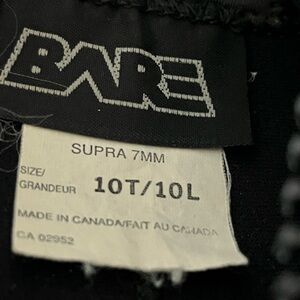 BARE
SUPRA 7MM
SIZE/
GRANDEUR 10T/10L
MADE IN CANADA/FAIT AU CANADA
CA 02952